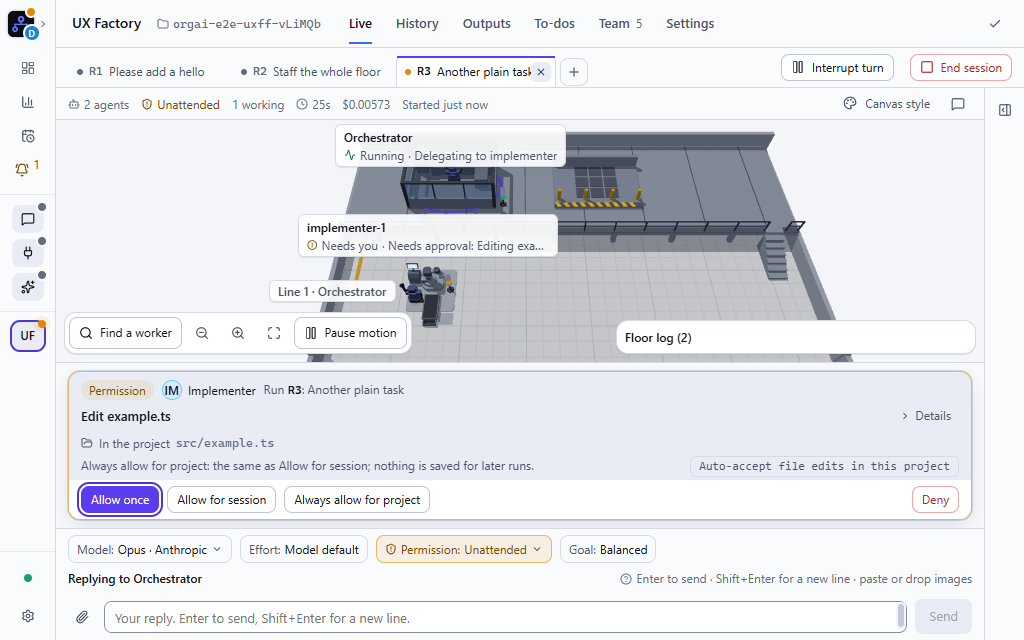 D
UX Factory
orgai-e2e-uxff-vLiMQb
Live
History
Outputs
To-dos
Team 5
Settings
R1 Please add a hello
R2 Staff the whole floor
R3 Another plain task
Interrupt turn
End session
2 agents
Unattended
1 working
25s
$0.00573
Started just now
Canvas style
1
Orchestrator
Running · Delegating to implementer
implementer-1
Needs you · Needs approval: Editing exa...
Line 1 · Orchestrator
Find a worker
Pause motion
Floor log (2)
UF
Permission
IM Implementer
Run R3: Another plain task
Edit example.ts
Details
In the project src/example.ts
Always allow for project: the same as Allow for session; nothing is saved for later runs.
Auto-accept file edits in this project
Allow once
Allow for session
Always allow for project
Deny
Model: Opus · Anthropic
Effort: Model default
Permission: Unattended
Goal: Balanced
Replying to Orchestrator
Enter to send · Shift+Enter for a new line · paste or drop images
Your reply. Enter to send, Shift+Enter for a new line.
Send